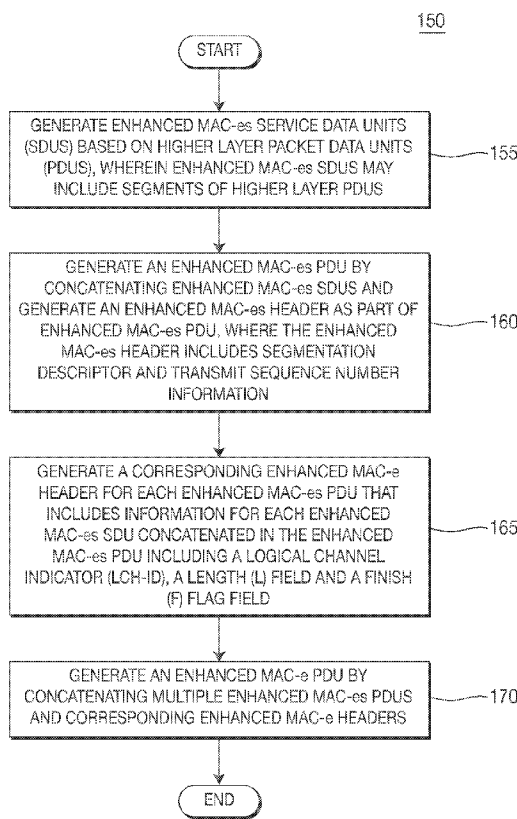 150
START
GENERATE ENHANCED MAC-es SERVICE DATA UNITS
(SDUS) BASED ON HIGHER LAYER PACKET DATA UNITS
(PDUS), WHEREIN ENHANCED MAC-es SDUS MAY
INCLUDE SEGMENTS OF HIGHER LAYER PDUS
155
GENERATE AN ENHANCED MAC-es PDU BY
CONCATENATING ENHANCED MAC-es SDUS AND
GENERATE AN ENHANCED MAC-es HEADER AS PART OF
ENHANCED MAC-es PDU, WHERE THE ENHANCED
MAC-es HEADER INCLUDES SEGMENTATION
DESCRIPTOR AND TRANSMIT SEQUENCE NUMBER
INFORMATION
160
GENERATE A CORRESPONDING ENHANCED MAC-e
HEADER FOR EACH ENHANCED MAC-es PDU THAT
INCLUDES INFORMATION FOR EACH ENHANCED
MAC-es SDU CONCATENATED IN THE ENHANCED
MAC-es PDU INCLUDING A LOGICAL CHANNEL
INDICATOR (LCH-ID), A LENGTH (L) FIELD AND A FINISH
(F) FLAG FIELD
165
GENERATE AN ENHANCED MAC-e PDU BY
CONCATENATING MULTIPLE ENHANCED MAC-es PDUS
AND CORRESPONDING ENHANCED MAC-e HEADERS
170
END